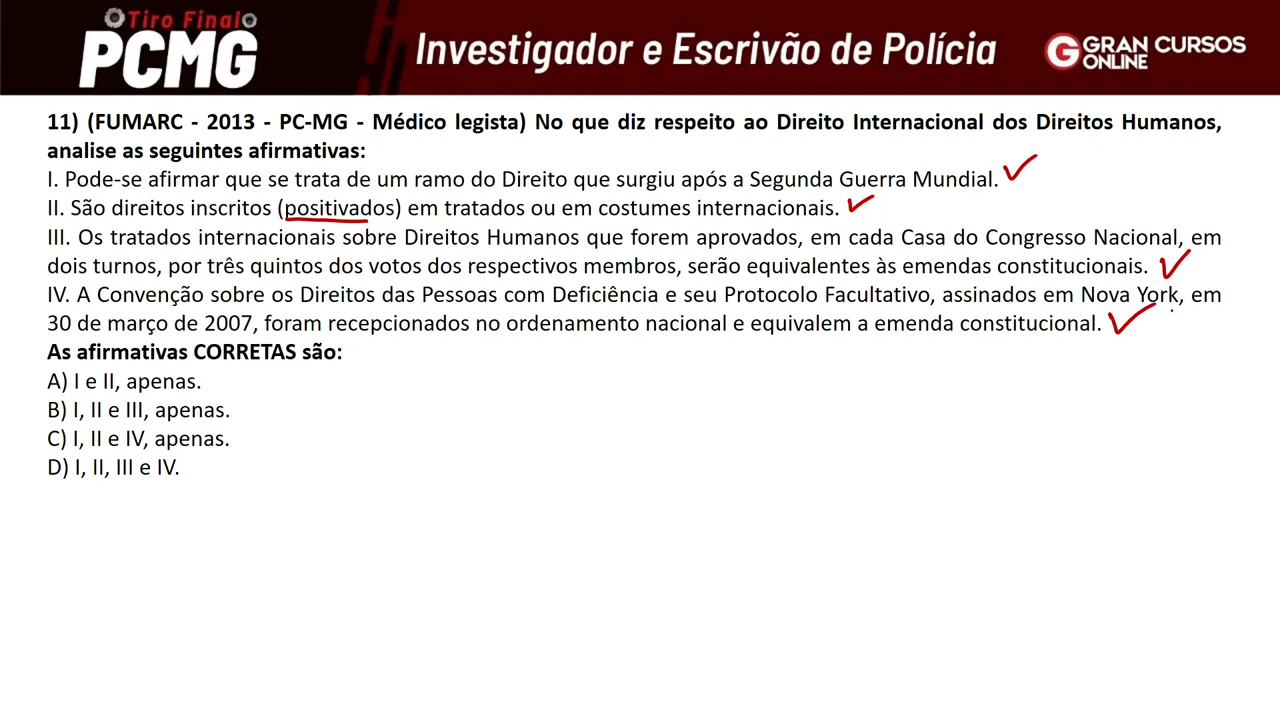 Tiro Final
PCMG
Investigador e Escrivão de Polícia
GRAN CURSOS
ONLINE
11) (FUMARC - 2013 - PC-MG - Médico legista) No que diz respeito ao Direito Internacional dos Direitos Humanos,
analise as seguintes afirmativas:
I. Pode-se afirmar que se trata de um ramo do Direito que surgiu após a Segunda Guerra Mundial.
II. São direitos inscritos (positivados) em tratados ou em costumes internacionais.
III. Os tratados internacionais sobre Direitos Humanos que forem aprovados, em cada Casa do Congresso Nacional, em
dois turnos, por três quintos dos votos dos respectivos membros, serão equivalentes às emendas constitucionais.
IV. A Convenção sobre os Direitos das Pessoas com Deficiência e seu Protocolo Facultativo, assinados em Nova York, em
30 de março de 2007, foram recepcionados no ordenamento nacional e equivalem a emenda constitucional.
As afirmativas CORRETAS são:
A) I e II, apenas.
B) I, II e III, apenas.
C) I, II e IV, apenas.
D) I, II, III e IV.